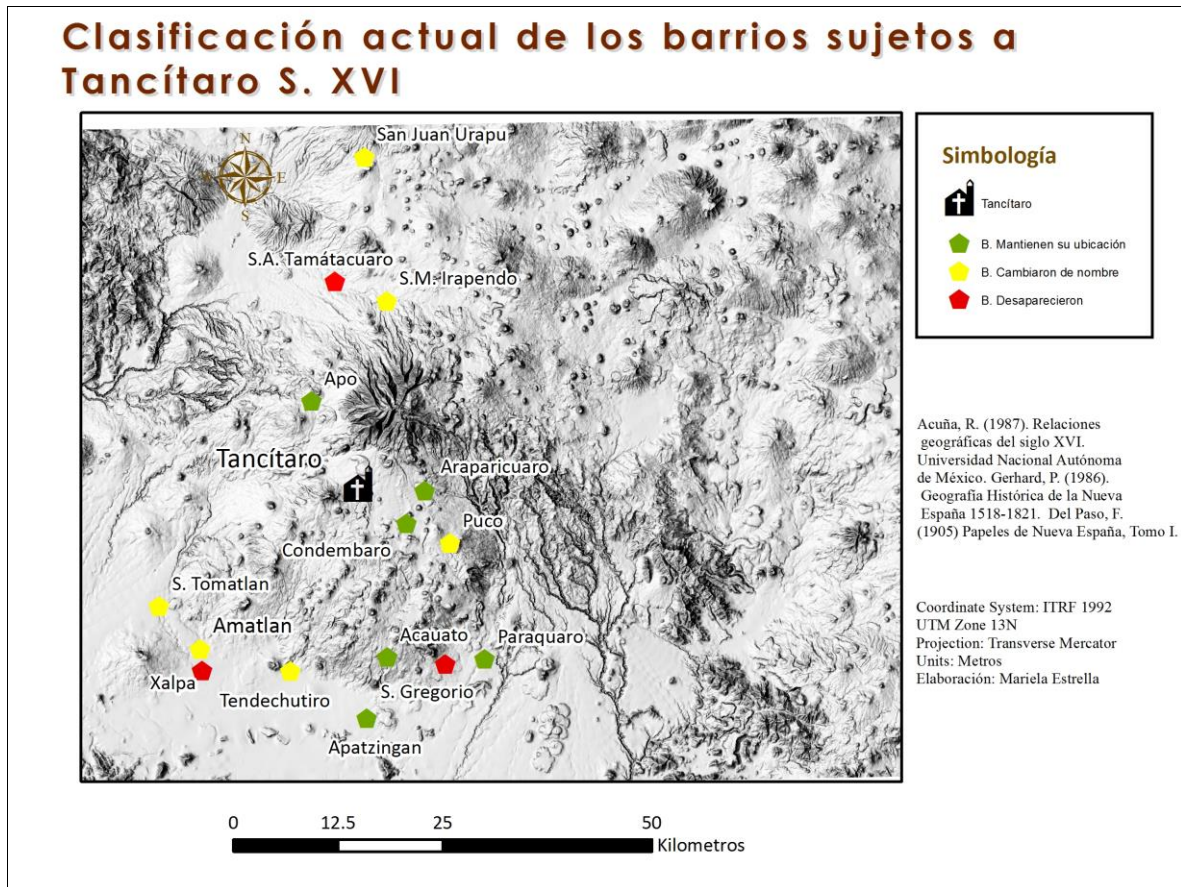 Clasificación actual de los barrios sujetos a
Tancítaro S. XVI
San Juan Urapu
N
E
S
S.A. Tamátacuaro
S.M. Irapendo
Apo
Tancítaro
Araparicuaro
Condembaro
Puco
S. Tomatlan
Amatlan
Acauato
Paraquaro
Xalpa
Tendechutiro
S. Gregorio
Apatzingan
0
12.5
25
50
Kilometros
Simbología
Tancítaro
B. Mantienen su ubicación
B. Cambiaron de nombre
B. Desaparecieron
Acuña, R. (1987). Relaciones
geográficas del siglo XVI.
Universidad Nacional Autónoma
de México. Gerhard, P. (1986).
Geografía Histórica de la Nueva
España 1518-1821. Del Paso, F.
(1905) Papeles de Nueva España, Tomo I.
Coordinate System: ITRF 1992
UTM Zone 13N
Projection: Transverse Mercator
Units: Metros
Elaboración: Mariela Estrella